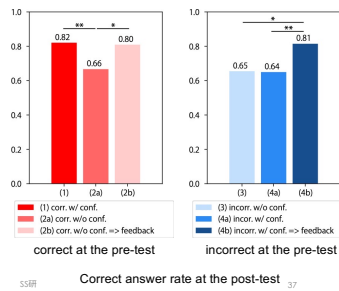 1.0
0.8
0.6
0.4
0.2
0.0
**
*
0.82
0.66
0.80
(1)
(2a)
(2b)
(1) corr. w/ conf.
(2a) corr. w/o conf.
(2b) corr. w/o conf. => feedback
correct at the pre-test
1.0
0.8
0.6
0.4
0.2
0.0
*
**
0.65
0.64
0.81
(3)
(4a)
(4b)
(3) incorr. w/o conf.
(4a) incor. w/ conf.
(4b) incorr. w/ conf. => feedback
incorrect at the pre-test
Correct answer rate at the post-test
SS研
37